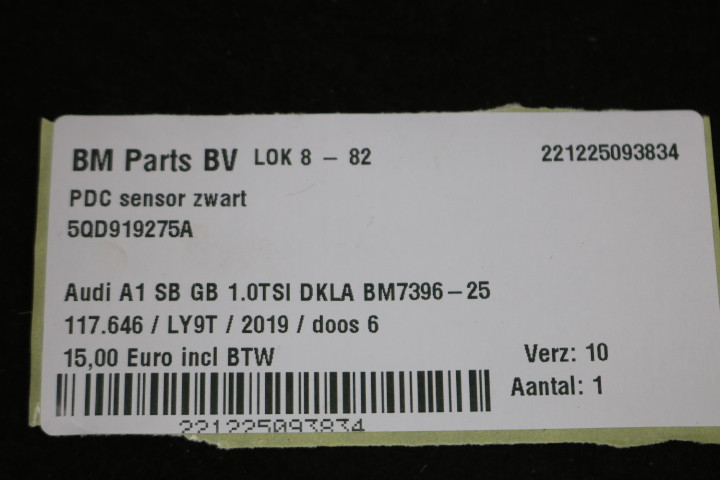 BM Parts BV LOK 8 – 82 221225093834
PDC sensor zwart
5QD919275A
Audi A1 SB GB 1.0TSI DKLA BM7396–25
117.646 / LY9T / 2019 / doos 6
15,00 Euro incl BTW Verz: 10
Aantal: 1
221225093834